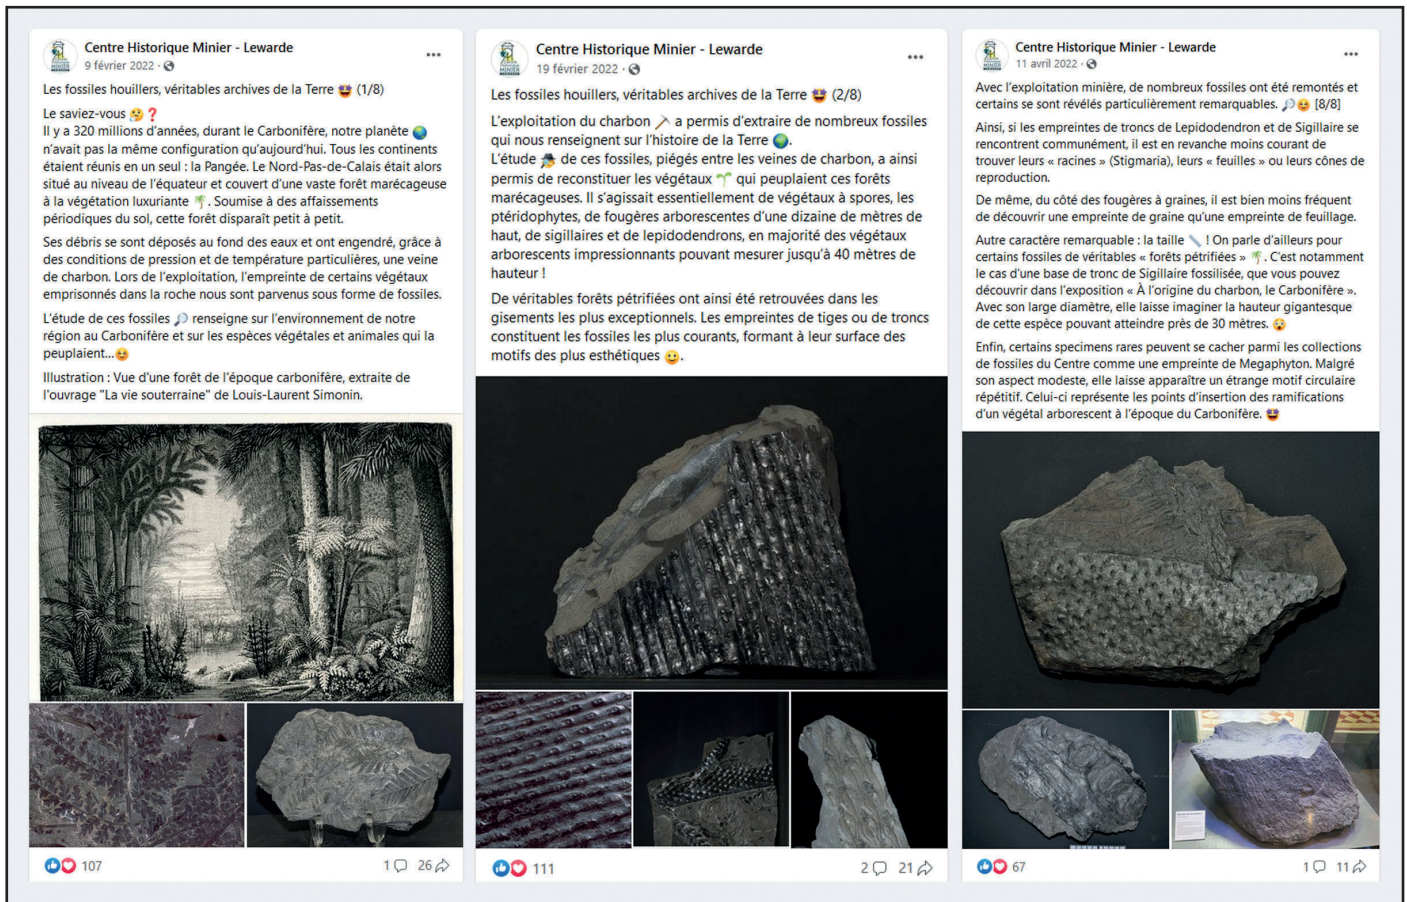 Centre Historique Minier - Lewarde
9 février 2022
Les fossiles houillers, véritables archives de la Terre 🤩 (1/8)
Le saviez-vous 🤔❓
Il y a 320 millions d'années, durant le Carbonifère, notre planète 🌍
n'avait pas la même configuration qu'aujourd'hui. Tous les continents
étaient réunis en un seul : la Pangée. Le Nord-Pas-de-Calais était alors
situé au niveau de l'équateur et couvert d'une vaste forêt marécageuse
à la végétation luxuriante 🌴. Soumise à des affaissements
périodiques du sol, cette forêt disparaît petit à petit.
Ses débris se sont déposés au fond des eaux et ont engendré, grâce à
des conditions de pression et de température particulières, une veine
de charbon. Lors de l'exploitation, l'empreinte de certains végétaux
emprisonnés dans la roche nous sont parvenus sous forme de fossiles.
L'étude de ces fossiles 🔎 renseigne sur l'environnement de notre
région au Carbonifère et sur les espèces végétales et animales qui la
peuplaient...😊
Illustration : Vue d'une forêt de l'époque carbonifère, extraite de
l'ouvrage "La vie souterraine" de Louis-Laurent Simonin.
107
1
26
Centre Historique Minier - Lewarde
19 février 2022
Les fossiles houillers, véritables archives de la Terre 🤩 (2/8)
L'exploitation du charbon ⛏ a permis d'extraire de nombreux fossiles
qui nous renseignent sur l'histoire de la Terre 🌍.
L'étude 🕵 de ces fossiles, piégés entre les veines de charbon, a ainsi
permis de reconstituer les végétaux 🌱 qui peuplaient ces forêts
marécageuses. Il s'agissait essentiellement de végétaux à spores, les
ptéridophytes, de fougères arborescentes d'une dizaine de mètres de
haut, de sigillaires et de lepidodendrons, en majorité des végétaux
arborescents impressionnants pouvant mesurer jusqu'à 40 mètres de
hauteur !
De véritables forêts pétrifiées ont ainsi été retrouvées dans les
gisements les plus exceptionnels. Les empreintes de tiges ou de troncs
constituent les fossiles les plus courants, formant à leur surface des
motifs des plus esthétiques 😀.
111
2
21
Centre Historique Minier - Lewarde
11 avril 2022
Avec l'exploitation minière, de nombreux fossiles ont été remontés et
certains se sont révélés particulièrement remarquables. 🔎😊 [8/8]
Ainsi, si les empreintes de troncs de Lepidodendron et de Sigillaire se
rencontrent communément, il est en revanche moins courant de
trouver leurs « racines » (Stigmaria), leurs « feuilles » ou leurs cônes de
reproduction.
De même, du côté des fougères à graines, il est bien moins fréquent
de découvrir une empreinte de graine qu'une empreinte de feuillage.
Autre caractère remarquable : la taille 📏 ! On parle d'ailleurs pour
certains fossiles de véritables « forêts pétrifiées » 🌴. C'est notamment
le cas d'une base de tronc de Sigillaire fossilisée, que vous pouvez
découvrir dans l'exposition « À l'origine du charbon, le Carbonifère ».
Avec son large diamètre, elle laisse imaginer la hauteur gigantesque
de cette espèce pouvant atteindre près de 30 mètres. 😮
Enfin, certains specimens rares peuvent se cacher parmi les collections
de fossiles du Centre comme une empreinte de Megaphyton. Malgré
son aspect modeste, elle laisse apparaître un étrange motif circulaire
répétitif. Celui-ci représente les points d'insertion des ramifications
d'un végétal arborescent à l'époque du Carbonifère. 🤩
67
1
11